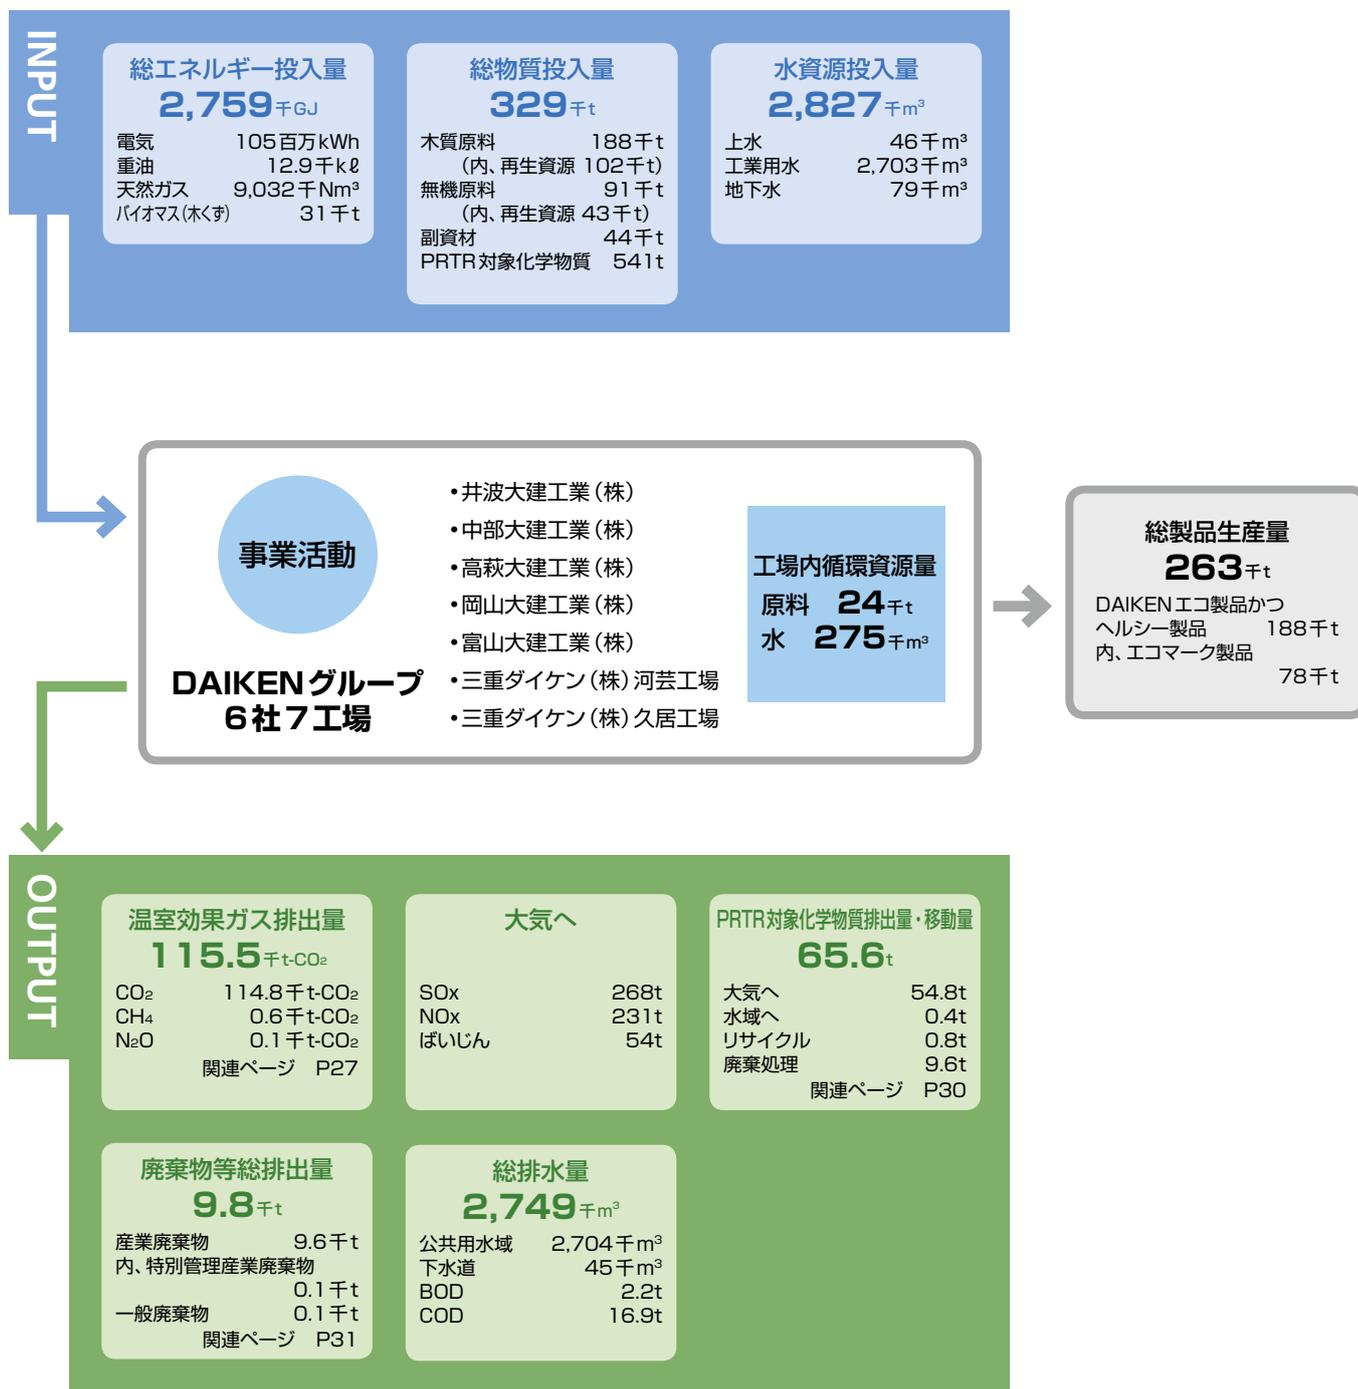 INPUT
総エネルギー投入量
2,759千GJ
電気 105百万kWh
重油 12.9千kℓ
天然ガス 9,032千Nm³
バイオマス(木くず) 31千t
総物質投入量
329千t
木質原料 188千t
(内、再生資源 102千t)
無機原料 91千t
(内、再生資源 43千t)
副資材 44千t
PRTR対象化学物質 541t
水資源投入量
2,827千m³
上水 46千m³
工業用水 2,703千m³
地下水 79千m³
事業活動
DAIKENグループ
6社7工場
・井波大建工業(株)
・中部大建工業(株)
・高萩大建工業(株)
・岡山大建工業(株)
・富山大建工業(株)
・三重ダイケン(株)河芸工場
・三重ダイケン(株)久居工場
工場内循環資源量
原料 24千t
水 275千m³
総製品生産量
263千t
DAIKENエコ製品かつ
ヘルシー製品 188千t
内、エコマーク製品
78千t
OUTPUT
温室効果ガス排出量
115.5千t-CO₂
CO₂ 114.8千t-CO₂
CH₄ 0.6千t-CO₂
N₂O 0.1千t-CO₂
関連ページ P27
大気へ
SOx 268t
NOx 231t
ばいじん 54t
PRTR対象化学物質排出量・移動量
65.6t
大気へ 54.8t
水域へ 0.4t
リサイクル 0.8t
廃棄処理 9.6t
関連ページ P30
廃棄物等総排出量
9.8千t
産業廃棄物 9.6千t
内、特別管理産業廃棄物
0.1千t
一般廃棄物 0.1千t
関連ページ P31
総排水量
2,749千m³
公共用水域 2,704千m³
下水道 45千m³
BOD 2.2t
COD 16.9t